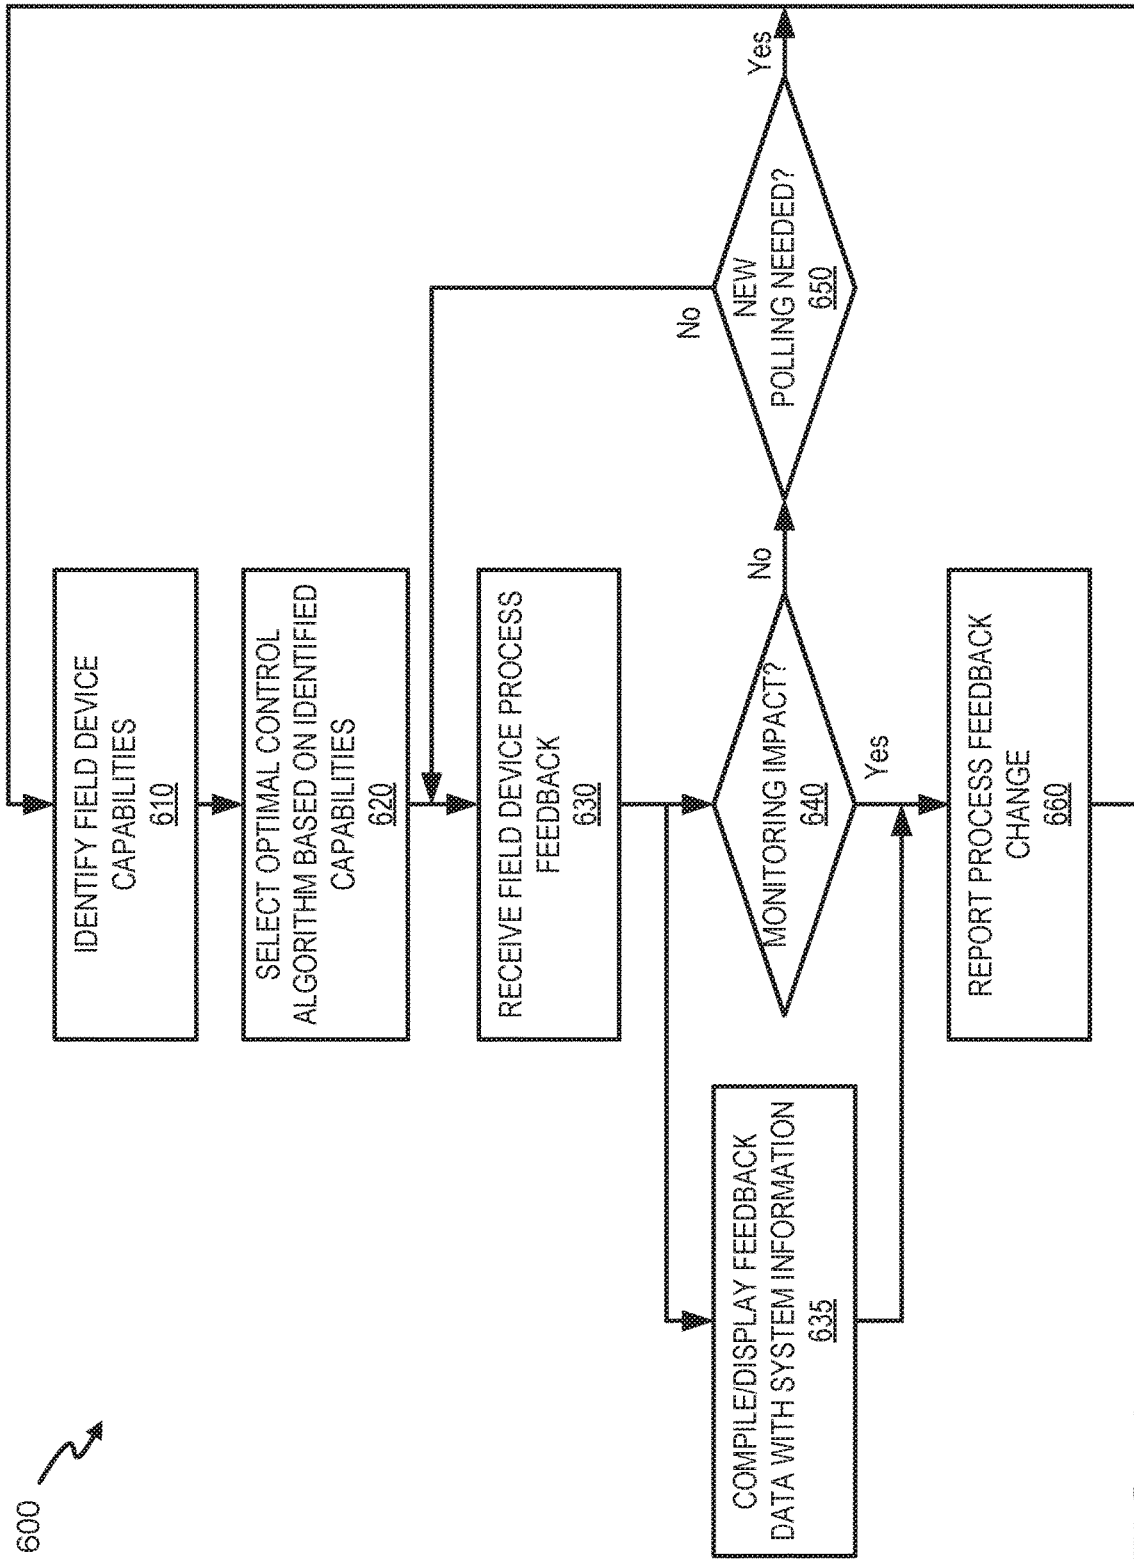 600
IDENTIFY FIELD DEVICE
CAPABILITIES
610
SELECT OPTIMAL CONTROL
ALGORITHM BASED ON IDENTIFIED
CAPABILITIES
620
RECEIVE FIELD DEVICE PROCESS
FEEDBACK
630
COMPILE/DISPLAY FEEDBACK
DATA WITH SYSTEM INFORMATION
635
MONITORING IMPACT?
640
No
Yes
NEW
POLLING NEEDED?
650
No
Yes
REPORT PROCESS FEEDBACK
CHANGE
660